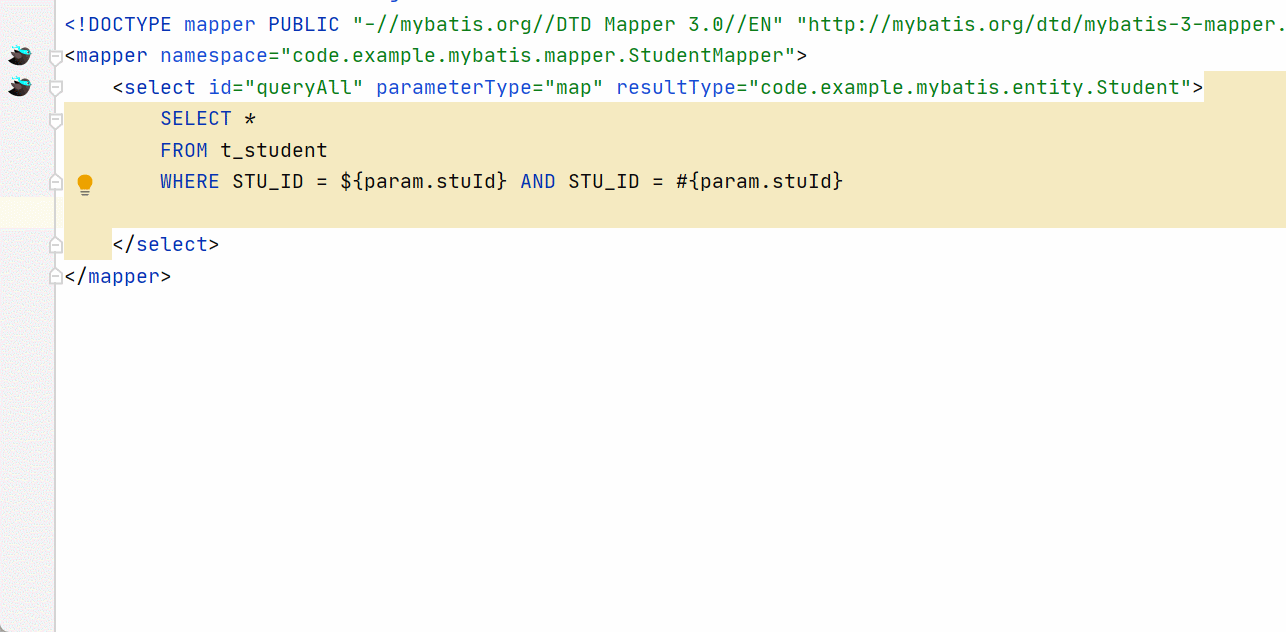 <!DOCTYPE mapper PUBLIC "-//mybatis.org//DTD Mapper 3.0//EN" "http://mybatis.org/dtd/mybatis-3-mapper.
<mapper namespace="code.example.mybatis.mapper.StudentMapper">
<select id="queryAll" parameterType="map" resultType="code.example.mybatis.entity.Student">
SELECT *
FROM t_student
WHERE STU_ID = ${param.stuId} AND STU_ID = #{param.stuId}
</select>
</mapper>